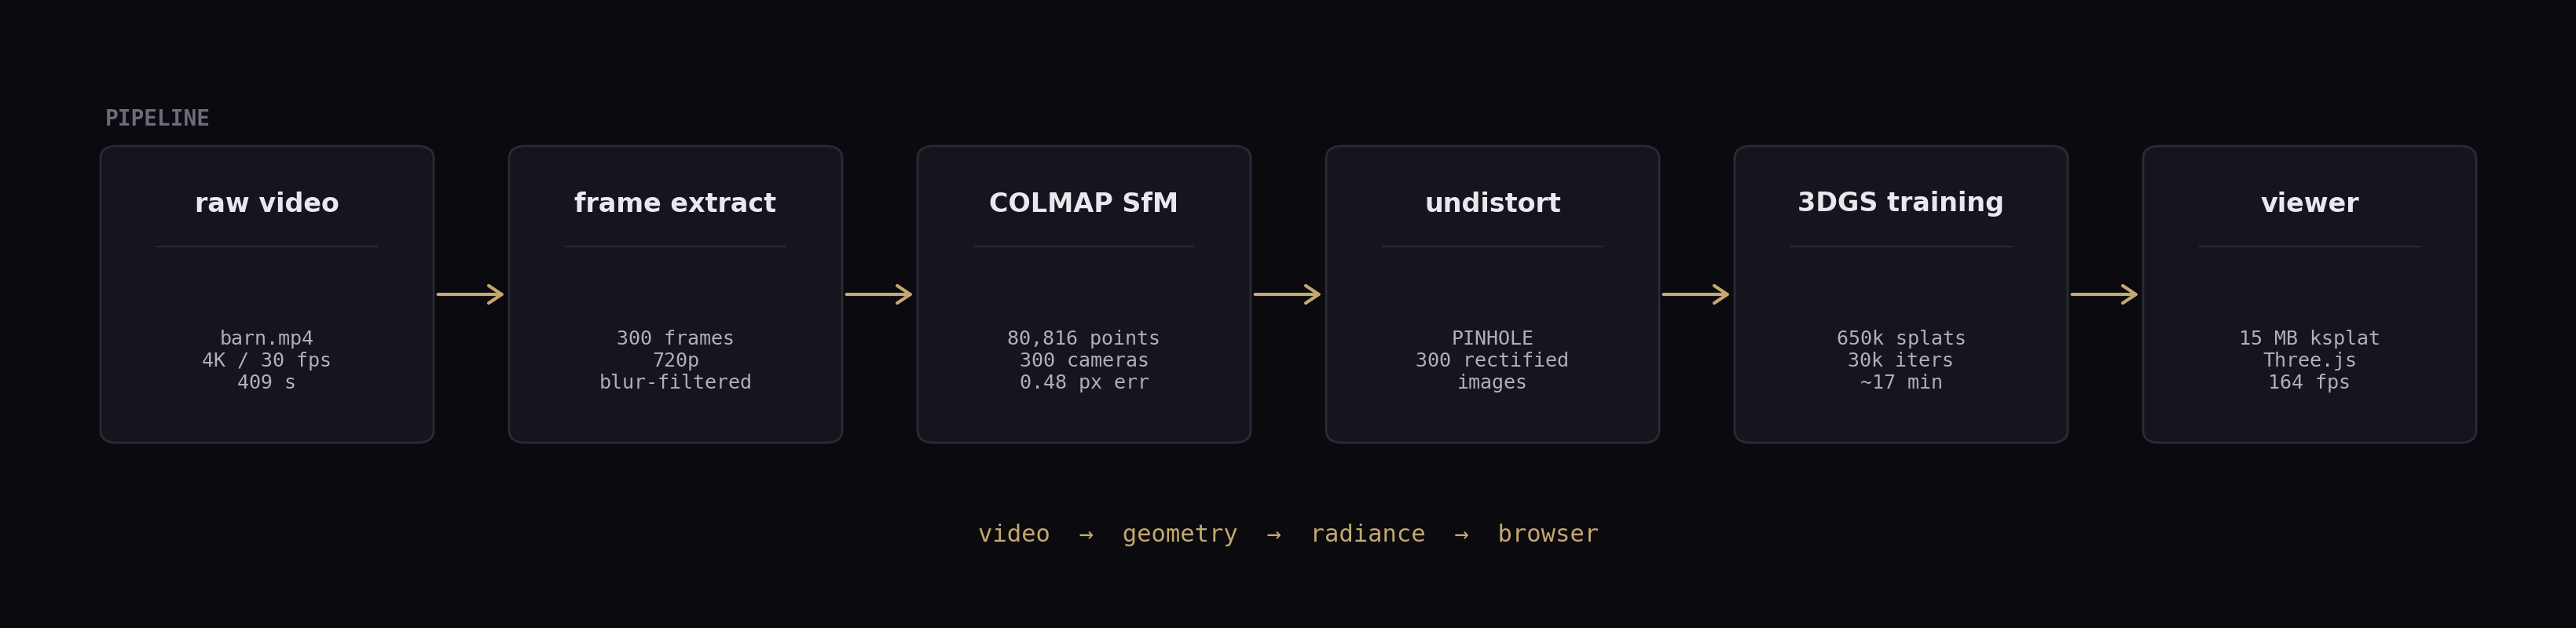 PIPELINE
raw video
barn.mp4
4K / 30 fps
409 s
frame extract
300 frames
720p
blur-filtered
COLMAP SfM
80,816 points
300 cameras
0.48 px err
undistort
PINHOLE
300 rectified
images
3DGS training
650k splats
30k iters
~17 min
viewer
15 MB ksplat
Three.js
164 fps
video → geometry → radiance → browser